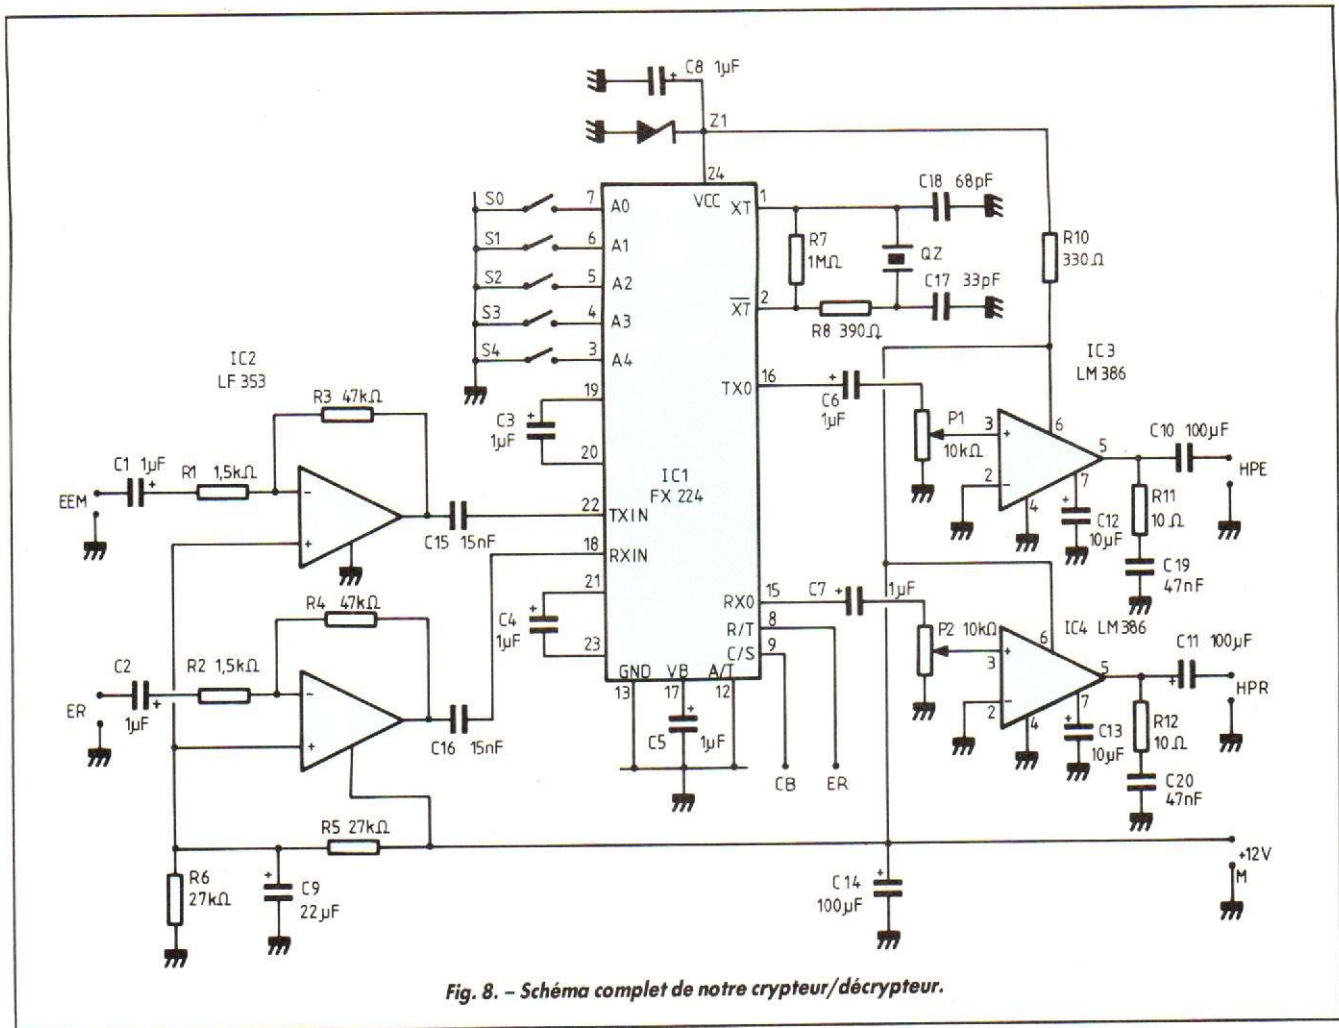 C8 1µF
Z1
24
VCC
S0
7
A0
S1
6
A1
S2
5
A2
S3
4
A3
S4
3
A4
1
XT
C18 68pF
R7
1MΩ
QZ
C17 33pF
2
XT
R8 390Ω
R10
330Ω
IC2
LF 353
R3 47kΩ
C1 1µF
R1 1,5kΩ
EEM
−
+
C15 15nF
19
C3
1µF
20
IC1
FX 224
22
TXIN
18
RXIN
21
C4
1µF
23
R4 47kΩ
C2
1µF
R2 1,5kΩ
ER
−
+
C16 15nF
16
TX0
C6
1µF
P1
10kΩ
IC3
LM 386
3
+
6
2
−
4
5
7
C10 100µF
HPE
C12
10µF
R11
10Ω
C19
47nF
15
RX0
8
R/T
9
C/S
C7
1µF
P2 10kΩ
IC4 LM386
3
+
6
2
−
4
5
7
C11 100µF
HPR
C13
10µF
R12
10Ω
C20
47nF
GND
13
VB
17
A/T
12
C5
1µF
CB
ER
R5 27kΩ
R6
27kΩ
C9
22µF
C14
100µF
+12V
M
Fig. 8. – Schéma complet de notre crypteur/décrypteur.